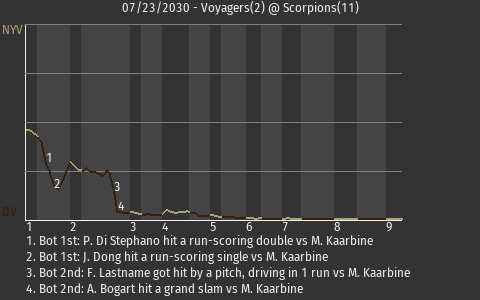 07/23/2030 - Voyagers(2) @ Scorpions(11)
NYV
1
2
3
4
DV
1 2 3 4 5 6 7 8 9
1. Bot 1st: P. Di Stephano hit a run-scoring double vs M. Kaarbine
2. Bot 1st: J. Dong hit a run-scoring single vs M. Kaarbine
3. Bot 2nd: F. Lastname got hit by a pitch, driving in 1 run vs M. Kaarbine
4. Bot 2nd: A. Bogart hit a grand slam vs M. Kaarbine